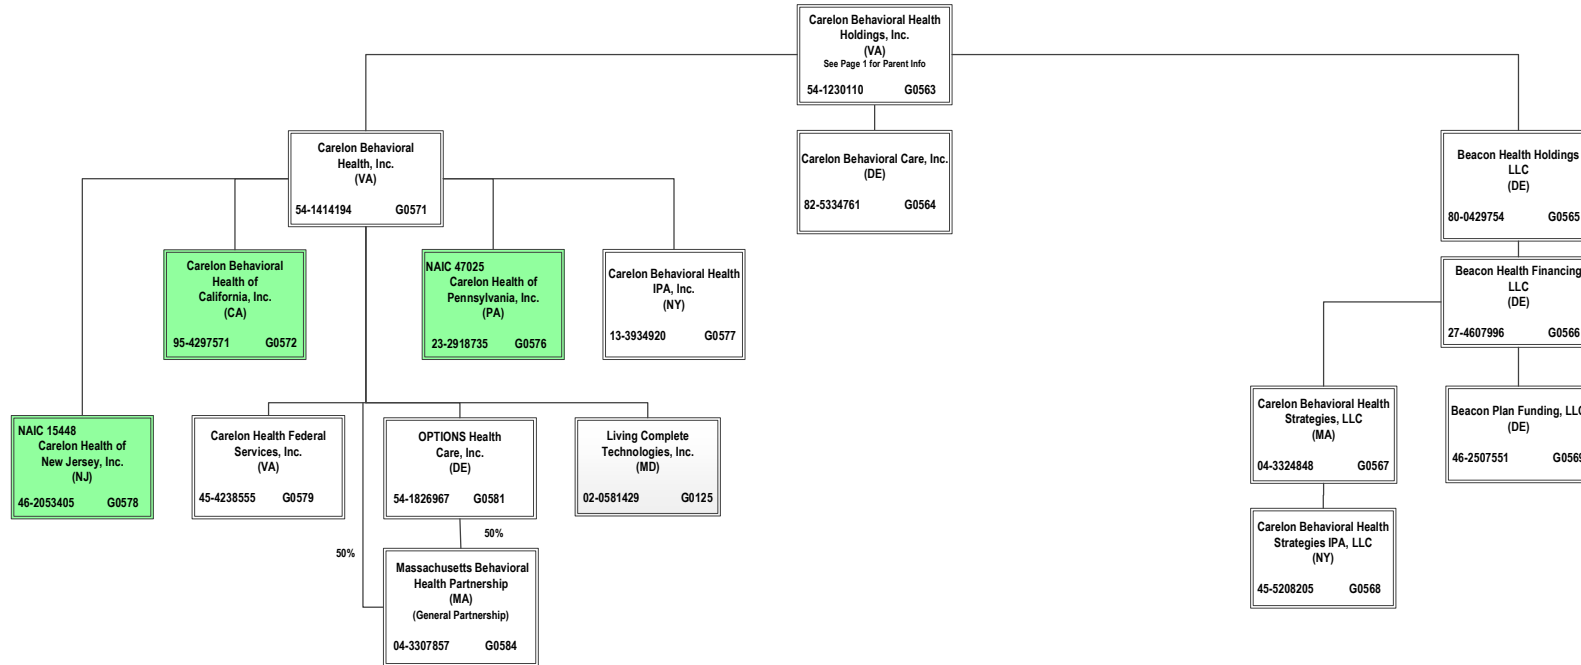 Carelon Behavioral Health
Holdings, Inc.
(VA)
See Page 1 for Parent Info
54-1230110 G0563
Carelon Behavioral
Health, Inc.
(VA)
54-1414194 G0571
Carelon Behavioral Care, Inc.
(DE)
82-5334761 G0564
Beacon Health Holdings
LLC
(DE)
80-0429754 G0565
Carelon Behavioral
Health of
California, Inc.
(CA)
95-4297571 G0572
NAIC 47025
Carelon Health of
Pennsylvania, Inc.
(PA)
23-2918735 G0576
Carelon Behavioral Health
IPA, Inc.
(NY)
13-3934920 G0577
Beacon Health Financing
LLC
(DE)
27-4607996 G0566
NAIC 15448
Carelon Health of
New Jersey, Inc.
(NJ)
46-2053405 G0578
Carelon Health Federal
Services, Inc.
(VA)
45-4238555 G0579
OPTIONS Health
Care, Inc.
(DE)
54-1826967 G0581
Living Complete
Technologies, Inc.
(MD)
02-0581429 G0125
Carelon Behavioral Health
Strategies, LLC
(MA)
04-3324848 G0567
Beacon Plan Funding, LLC
(DE)
46-2507551 G0569
50%
50%
Massachusetts Behavioral
Health Partnership
(MA)
(General Partnership)
04-3307857 G0584
Carelon Behavioral Health
Strategies IPA, LLC
(NY)
45-5208205 G0568